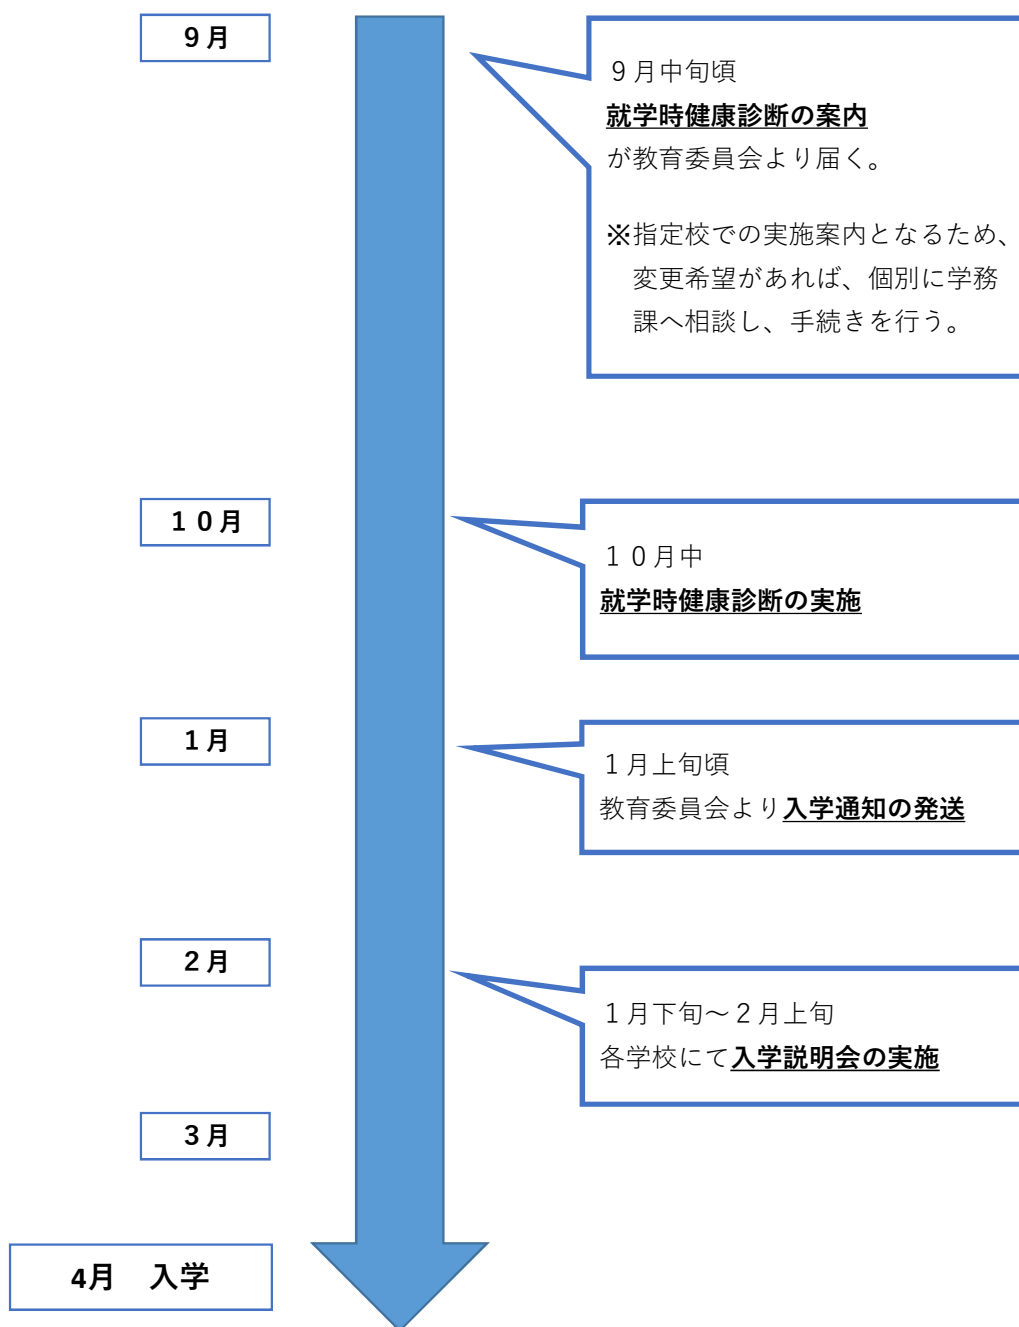 ９月
９月中旬頃
就学時健康診断の案内
が教育委員会より届く。
※指定校での実施案内となるため、
変更希望があれば、個別に学務
課へ相談し、手続きを行う。
１０月
１０月中
就学時健康診断の実施
１月
１月上旬頃
教育委員会より入学通知の発送
２月
１月下旬～２月上旬
各学校にて入学説明会の実施
３月
4月　入学